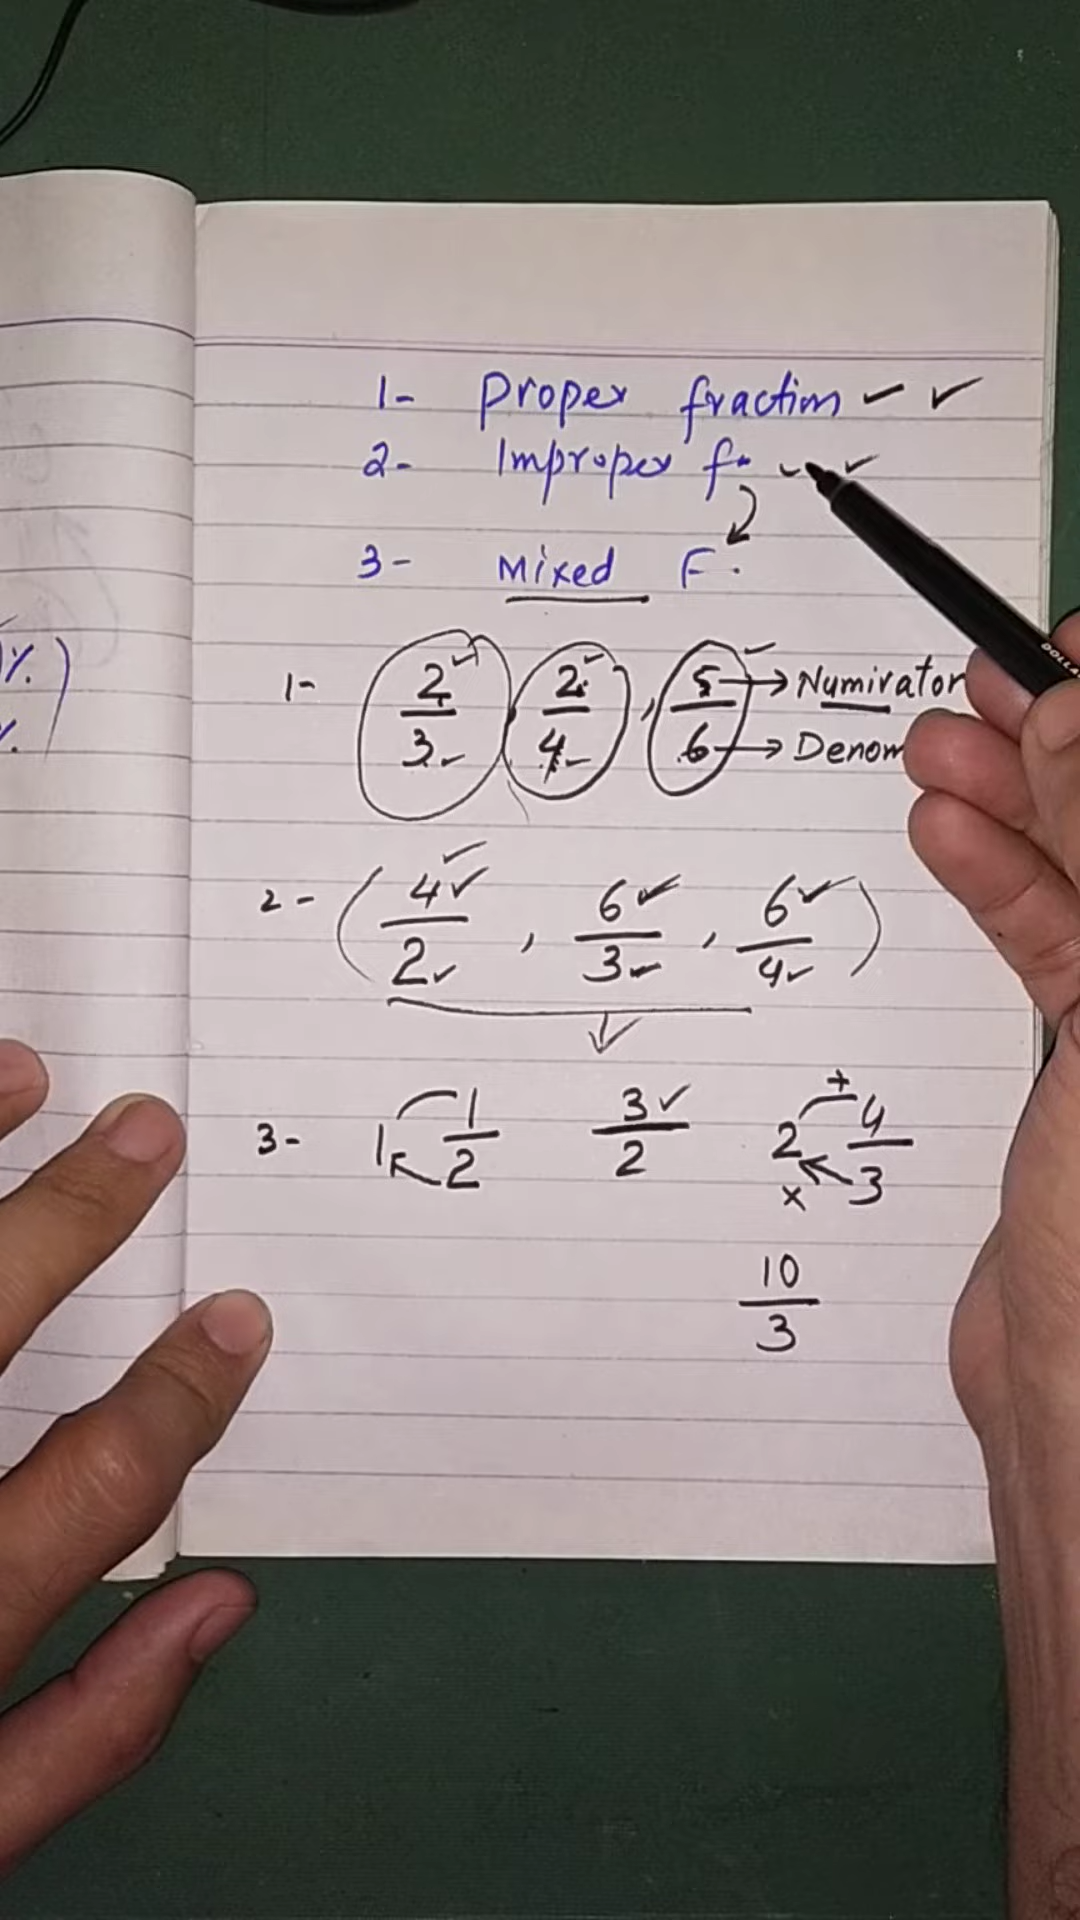 1- Proper fraction
2- Improper f.
3- Mixed F.
1- 2/3, 2/4, 5/6 → Numirator
→ Denom
2- (4/2, 6/3, 6/4)
3- 1 1/2 3/2 2 4/3
+
x
10/3
%.